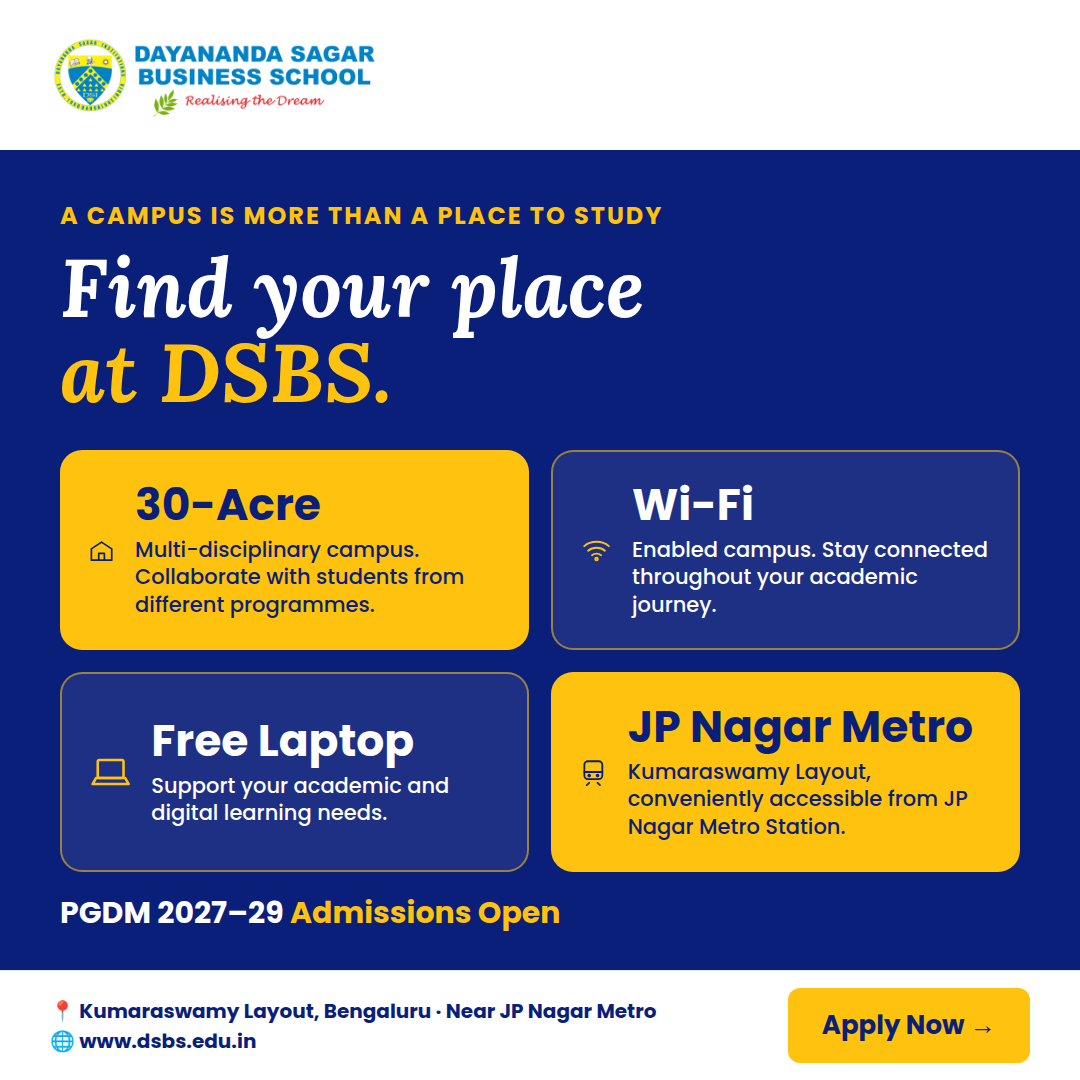 DAYANANDA SAGAR
BUSINESS SCHOOL
Realising the Dream
A CAMPUS IS MORE THAN A PLACE TO STUDY
Find your place
at DSBS.
30-Acre
Multi-disciplinary campus.
Collaborate with students from
different programmes.
Wi-Fi
Enabled campus. Stay connected
throughout your academic
journey.
Free Laptop
Support your academic and
digital learning needs.
JP Nagar Metro
Kumaraswamy Layout,
conveniently accessible from JP
Nagar Metro Station.
PGDM 2027–29 Admissions Open
📍 Kumaraswamy Layout, Bengaluru · Near JP Nagar Metro
🌐 www.dsbs.edu.in
Apply Now →